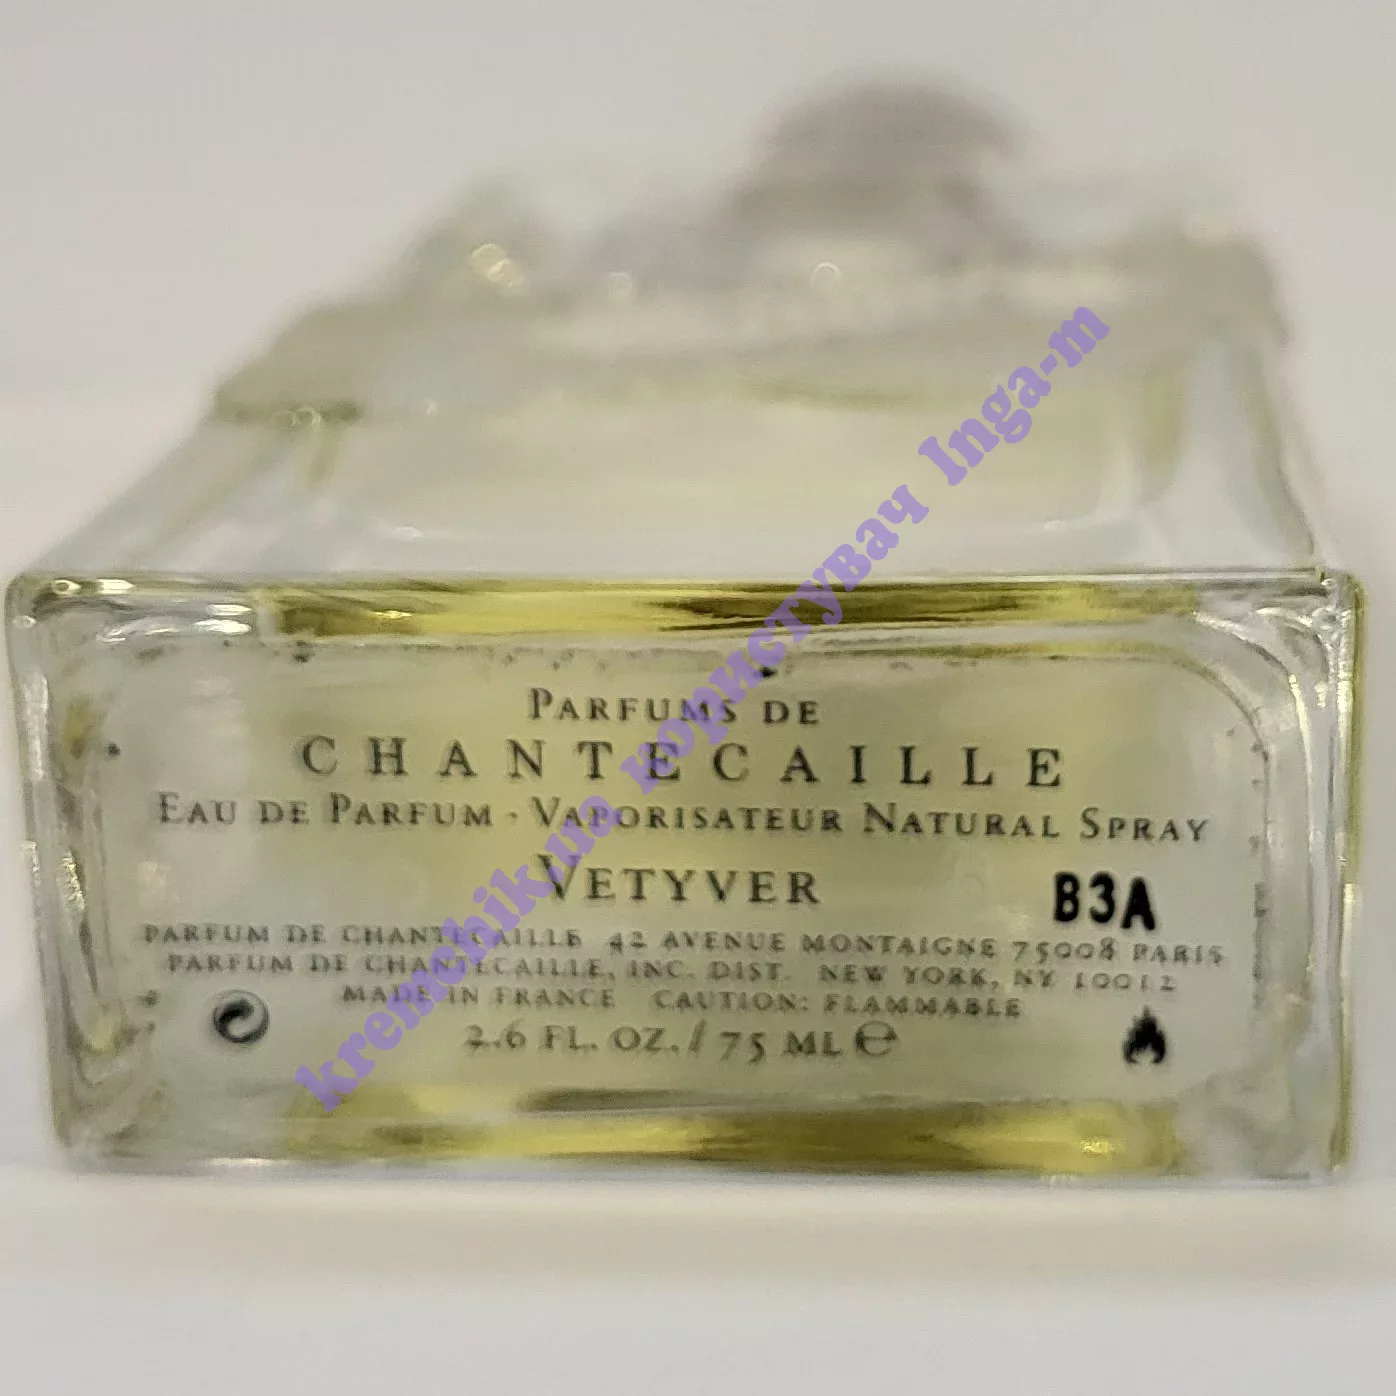 PARFUMS DE
CHANTECAILLE
EAU DE PARFUM · VAPORISATEUR NATURAL SPRAY
VETYVER
B3A
PARFUM DE CHANTECAILLE 42 AVENUE MONTAIGNE 75008 PARIS
PARFUM DE CHANTECAILLE, INC. DIST. NEW YORK, NY 10012
MADE IN FRANCE CAUTION: FLAMMABLE
2.6 FL. OZ. / 75 ML ℮
kremchik.ua користувач Inga-m